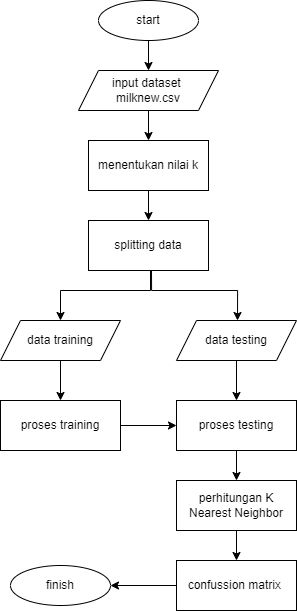 start
input dataset
milknew.csv
menentukan nilai k
splitting data
data training
data testing
proses training
proses testing
perhitungan K
Nearest Neighbor
confussion matrix
finish